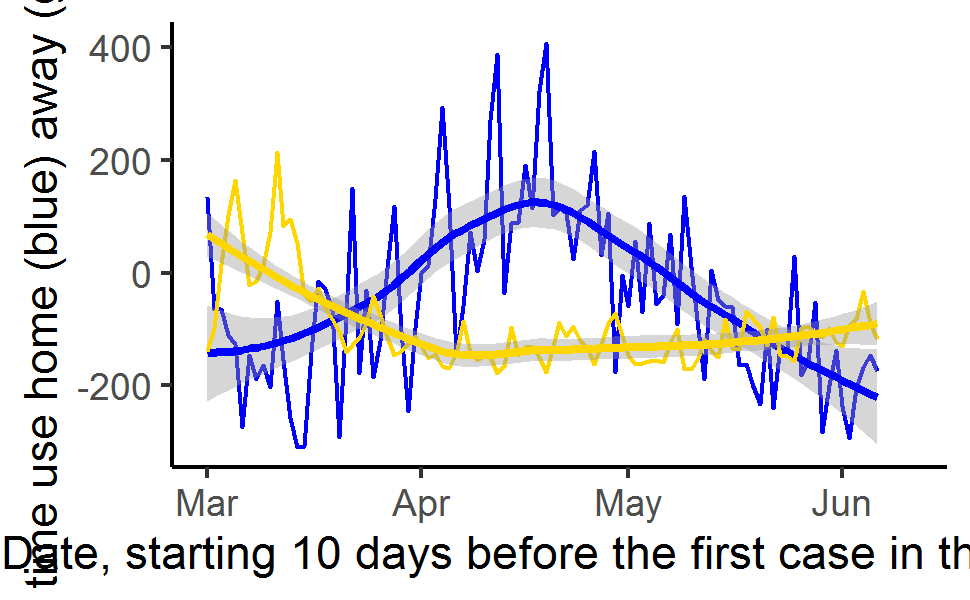 time use home (blue) away (
400
200
0
-200
Mar Apr May Jun
Date, starting 10 days before the first case in th